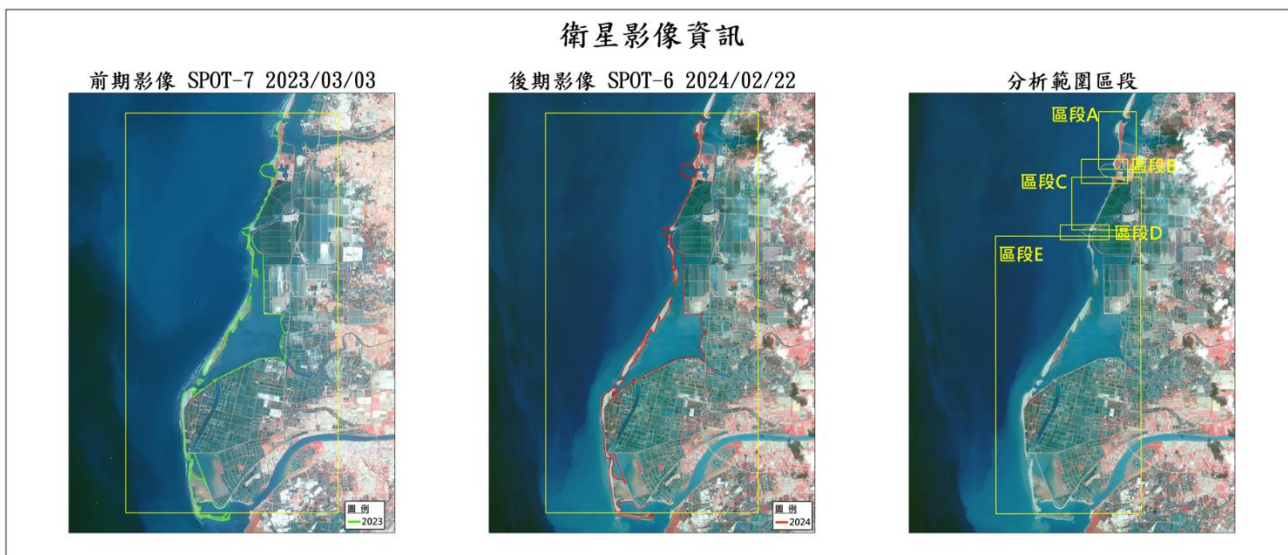 衛星影像資訊
前期影像 SPOT-7 2023/03/03
後期影像 SPOT-6 2024/02/22
分析範圍區段
區段A
區段B
區段C
區段D
區段E
圖 例
2023
圖 例
2024